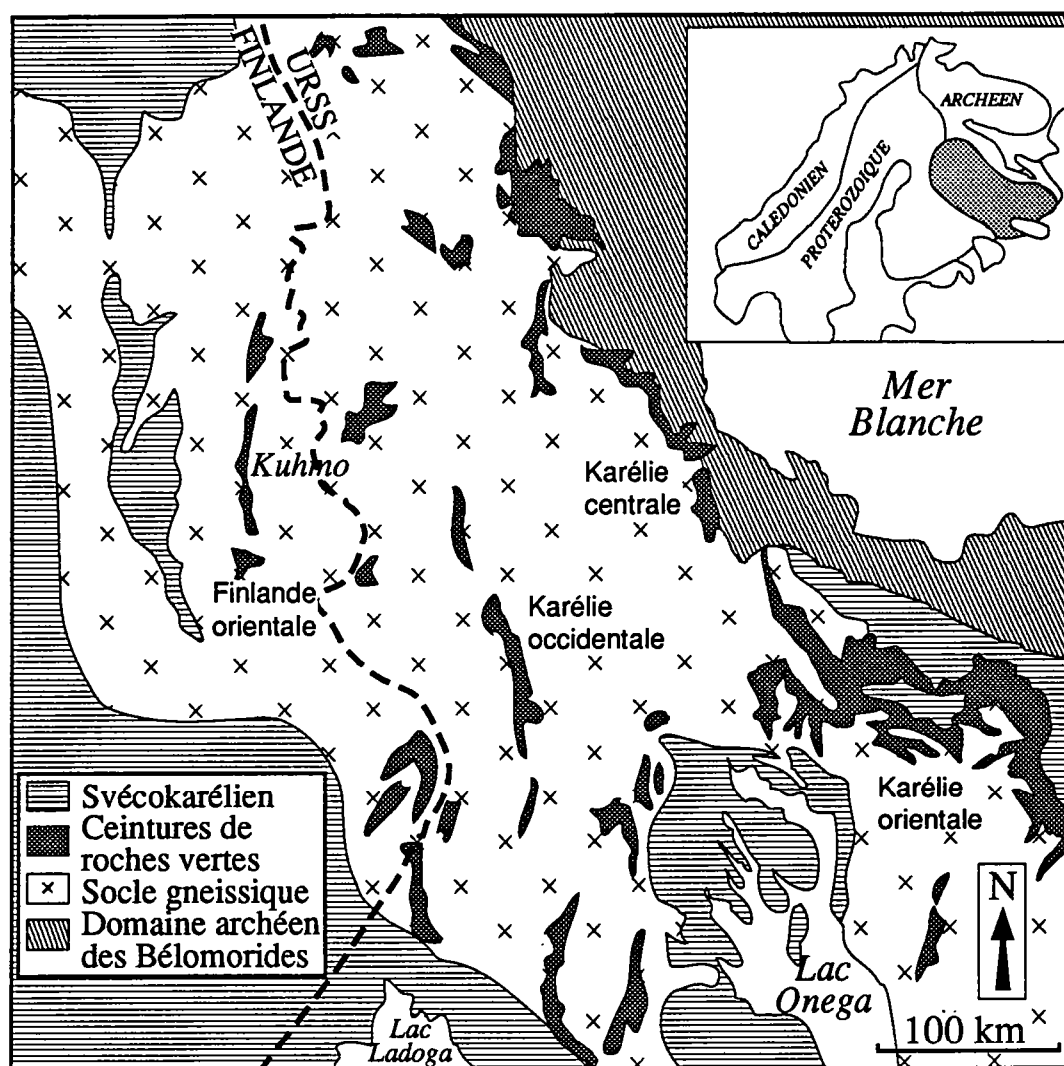 FINLANDE
URSS
ARCHEEN
CALEDONIEN
PROTEROZOIQUE
Mer
Blanche
Kuhmo
Karélie
centrale
Finlande
orientale
Karélie
occidentale
Karélie
orientale
Svécokarélien
Ceintures de
roches vertes
Socle gneissique
Domaine archéen
des Bélomorides
N
Lac
Onega
Lac
Ladoga
100 km